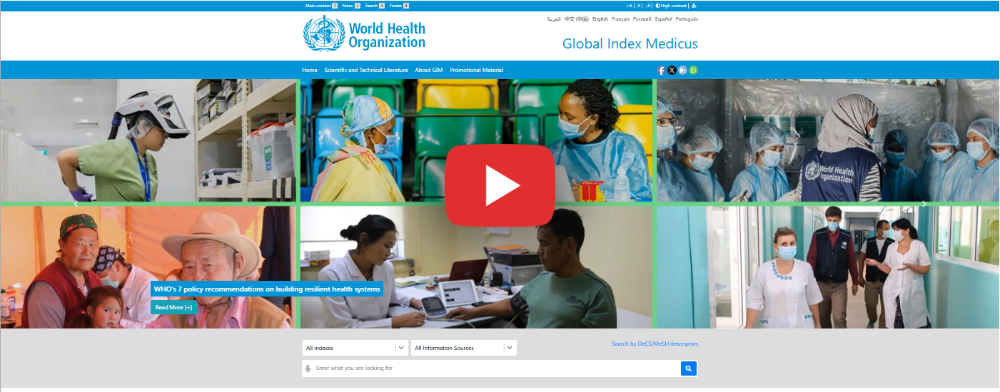 Main content 1 Menu 2 Search 3 Footer 4
+A A -A High contrast
العربية 中文 (中国) English Français Русский Español Português
World Health
Organization
Global Index Medicus
Home Scientific and Technical Literature About GIM Promotional Material
World Health
Organization
WHO's 7 policy recommendations on building resilient health systems
Read More [+]
All indexes All Information Sources
Search by DeCS/MeSH descriptors
Enter what you are looking for